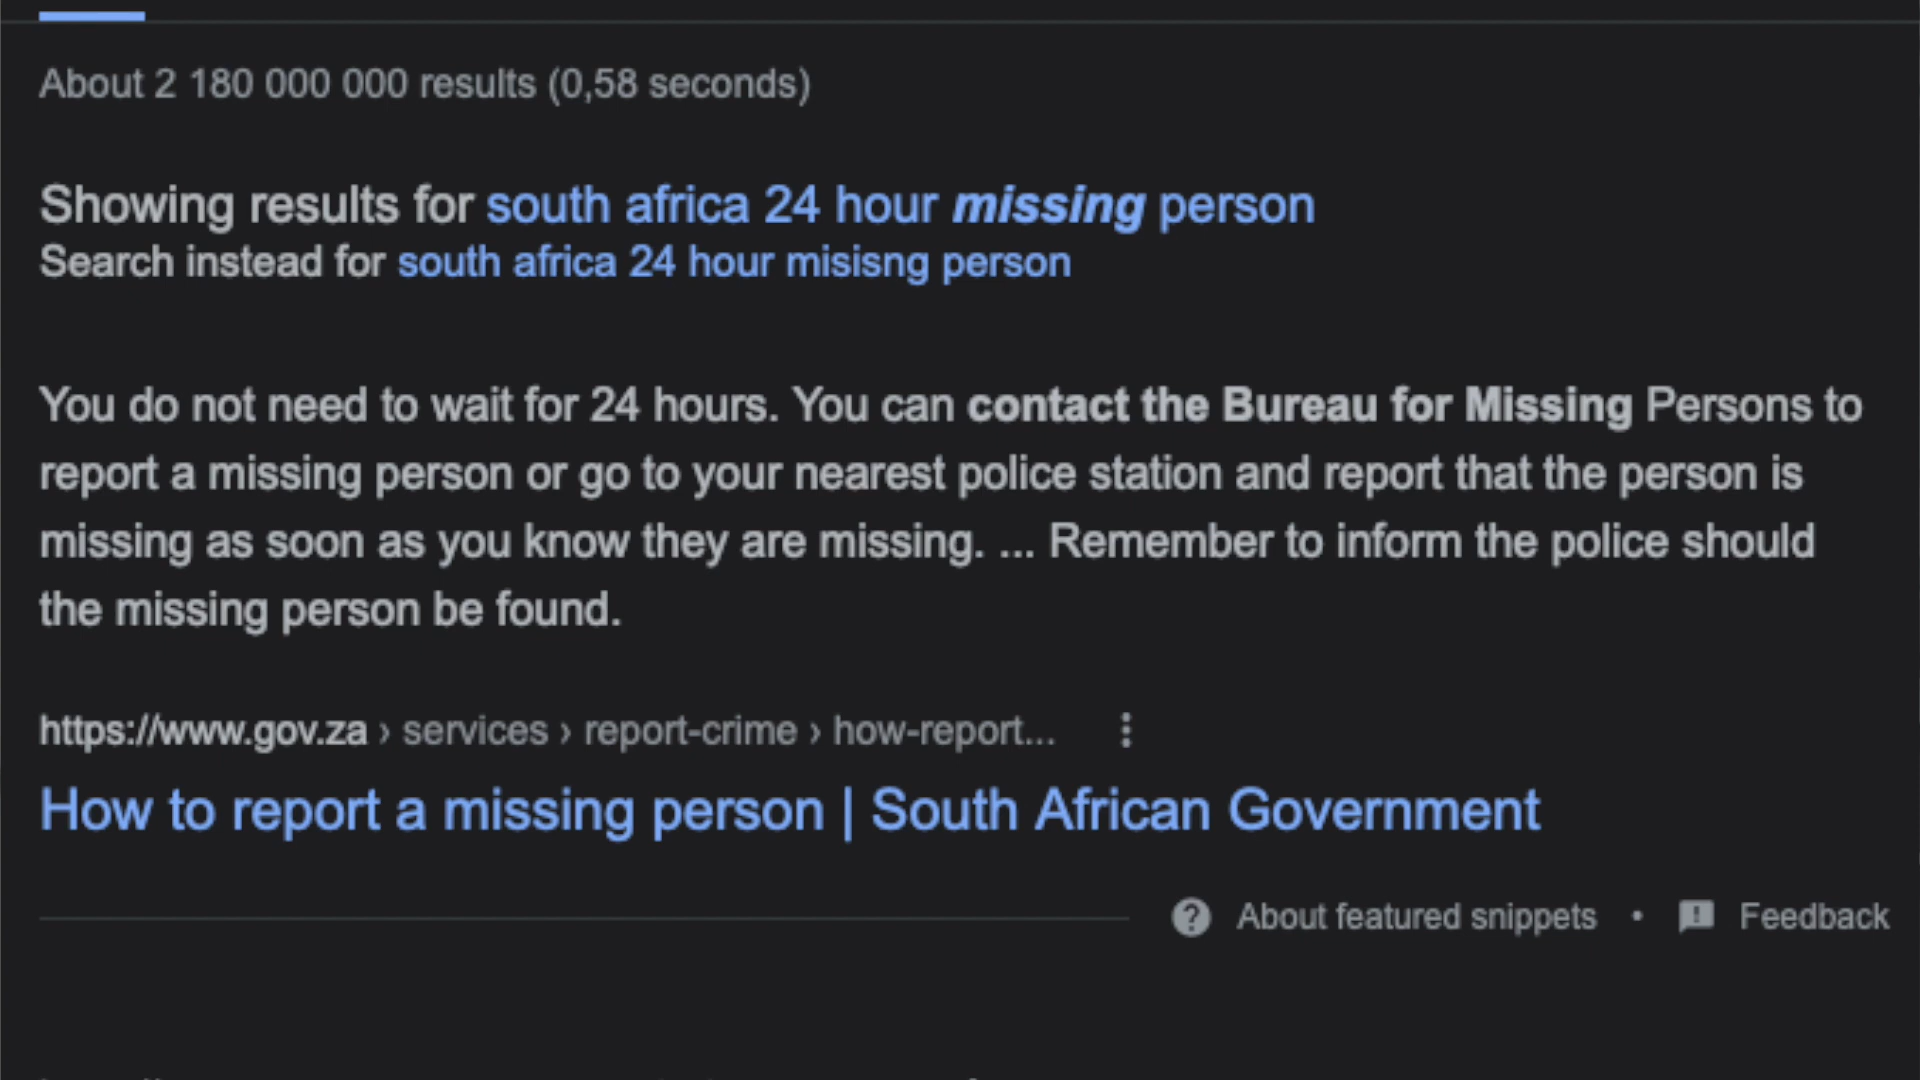 About 2 180 000 000 results (0,58 seconds)
Showing results for south africa 24 hour missing person
Search instead for south africa 24 hour misisng person
You do not need to wait for 24 hours. You can contact the Bureau for Missing Persons to
report a missing person or go to your nearest police station and report that the person is
missing as soon as you know they are missing. ... Remember to inform the police should
the missing person be found.
https://www.gov.za › services › report-crime › how-report...
How to report a missing person | South African Government
About featured snippets • Feedback